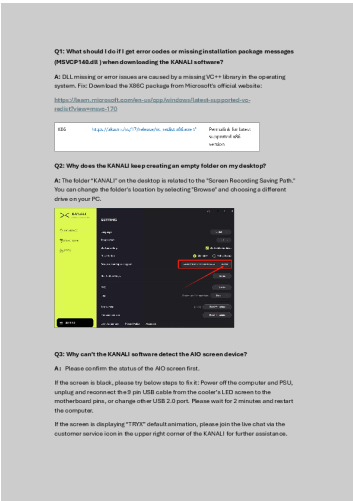 Q1: What should I do if I get error codes or missing installation package messages
(MSVCP140.dll ) when downloading the KANALI software?
A: DLL missing or error issues are caused by a missing VC++ library in the operating
system. Fix: Download the X86C package from Microsoft's official website:
https://learn.microsoft.com/en-us/cpp/windows/latest-supported-vc-
redist?view=msvc-170
X86
Permalink for latest
supported x86
version
Q2: Why does the KANALI keep creating an empty folder on my desktop?
A: The folder "KANALI" on the desktop is related to the "Screen Recording Saving Path."
You can change the folder's location by selecting "Browse" and choosing a different
drive on your PC.
KANALI
SETTING
Q3: Why can't the KANALI software detect the AIO screen device?
A: Please confirm the status of the AIO screen first.
If the screen is black, please try below steps to fix it: Power off the computer and PSU,
unplug and reconnect the 9 pin USB cable from the cooler's LED screen to the
motherboard pins, or change other USB 2.0 port. Please wait for 2 minutes and restart
the computer.
If the screen is displaying "TRYX" default animation, please join the live chat via the
customer service icon in the upper right corner of the KANALI for further assistance.